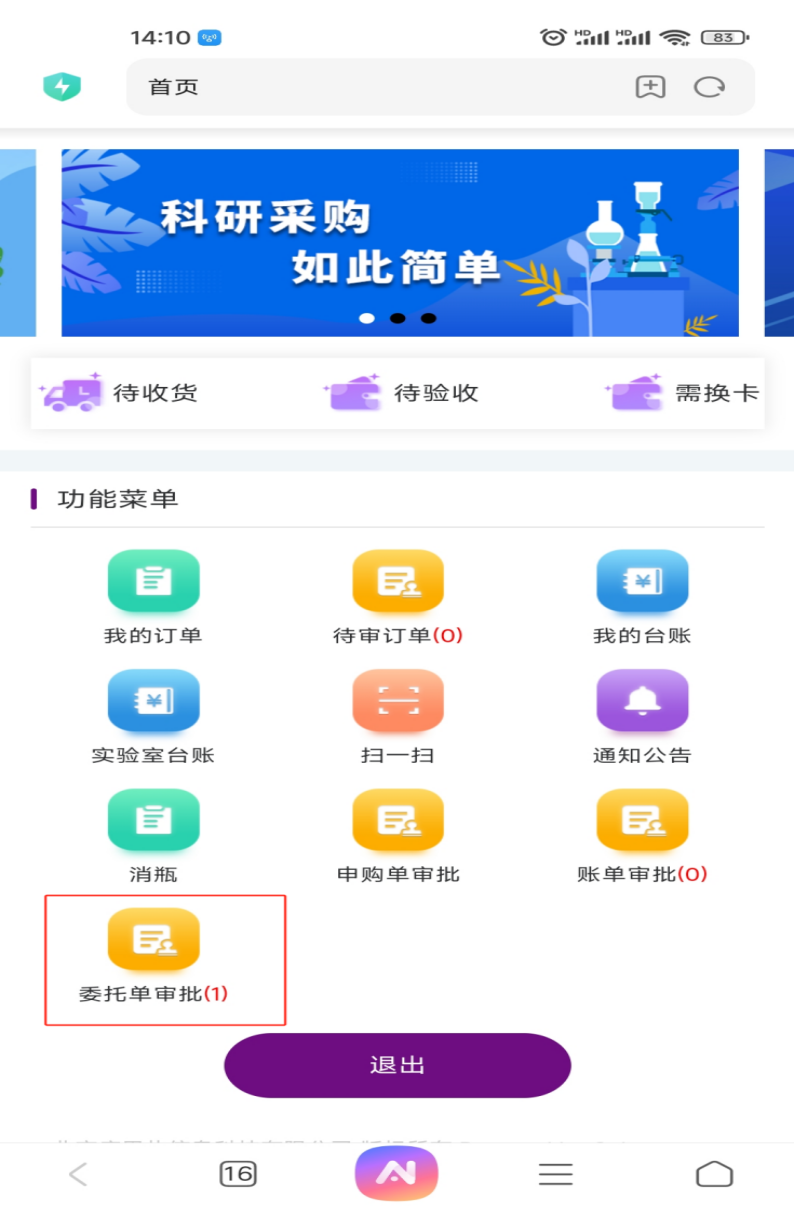 14:10
83
首页
科研采购
如此简单
待收货 待验收 需换卡
功能菜单
我的订单 待审订单(0) 我的台账
实验室台账 扫一扫 通知公告
消瓶 申购单审批 账单审批(0)
委托单审批(1)
退出
16